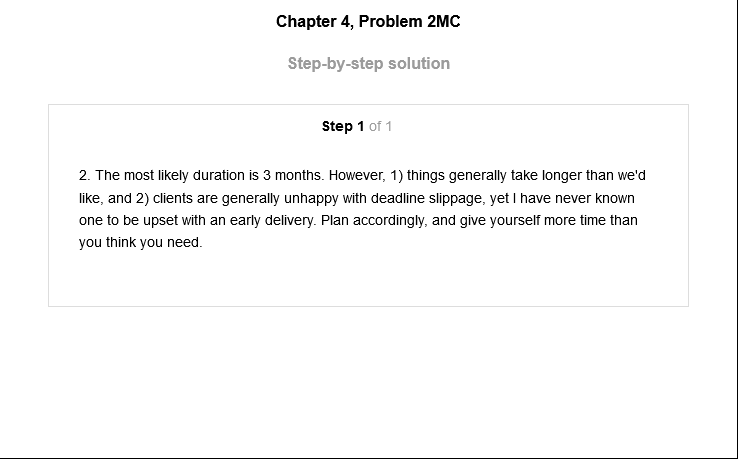 Chapter 4, Problem 2MC
Step-by-step solution
Step 1 of 1
2. The most likely duration is 3 months. However, 1) things generally take longer than we'd
like, and 2) clients are generally unhappy with deadline slippage, yet I have never known
one to be upset with an early delivery. Plan accordingly, and give yourself more time than
you think you need.